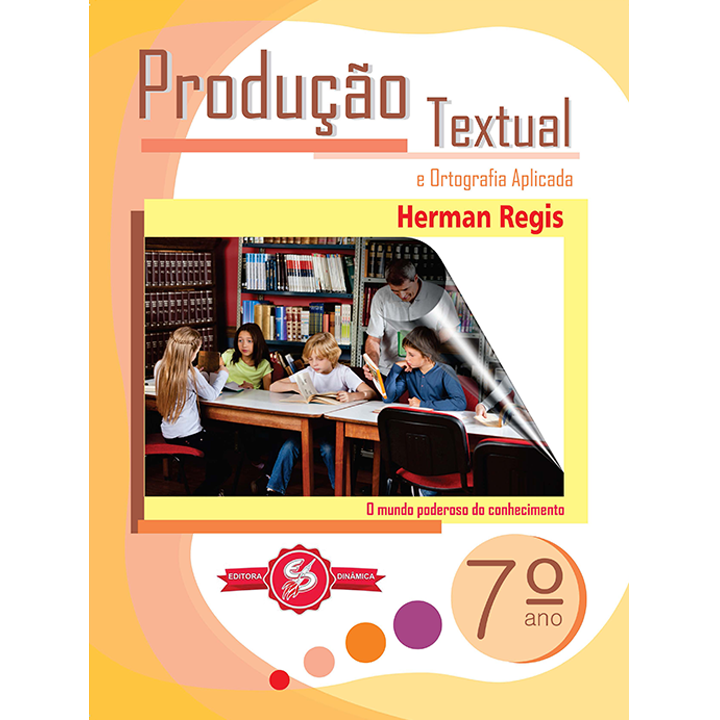 Produção
Textual
e Ortografia Aplicada
Herman Regis
O mundo poderoso do conhecimento
EDITORA DINÂMICA
7º
ano